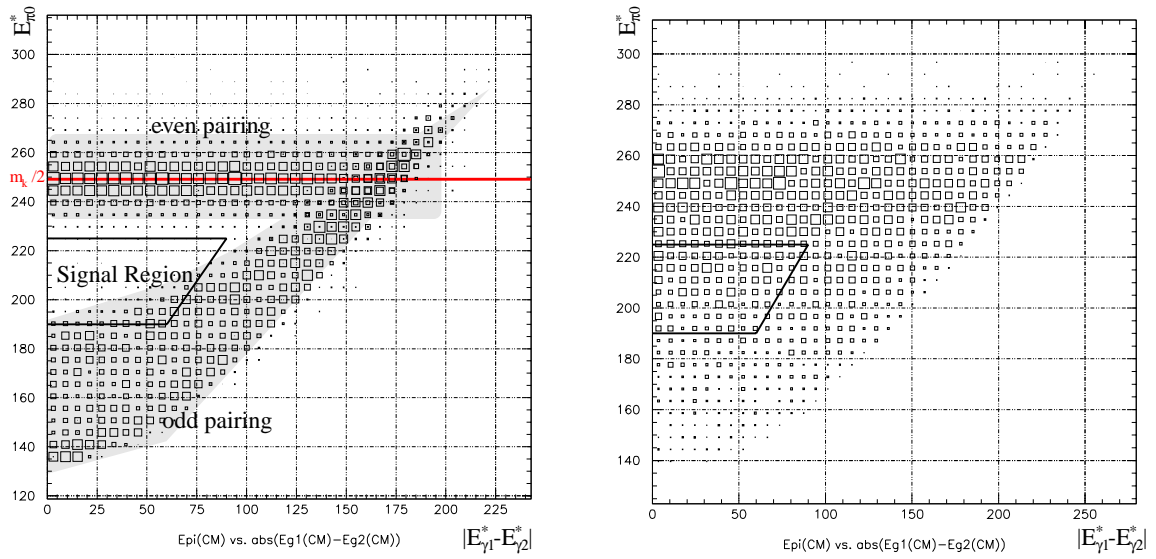 E*π0
300
280
even pairing
260
m_k /2
240
220
Signal Region
200
180
160
odd pairing
140
120
0 25 50 75 100 125 150 175 200 225
Epi(CM) vs. abs(Eg1(CM)−Eg2(CM))
|E*γ1-E*γ2|
E*π0
300
280
260
240
220
200
180
160
140
0 50 100 150 200 250
Epi(CM) vs. abs(Eg1(CM)−Eg2(CM))
|E*γ1-E*γ2|